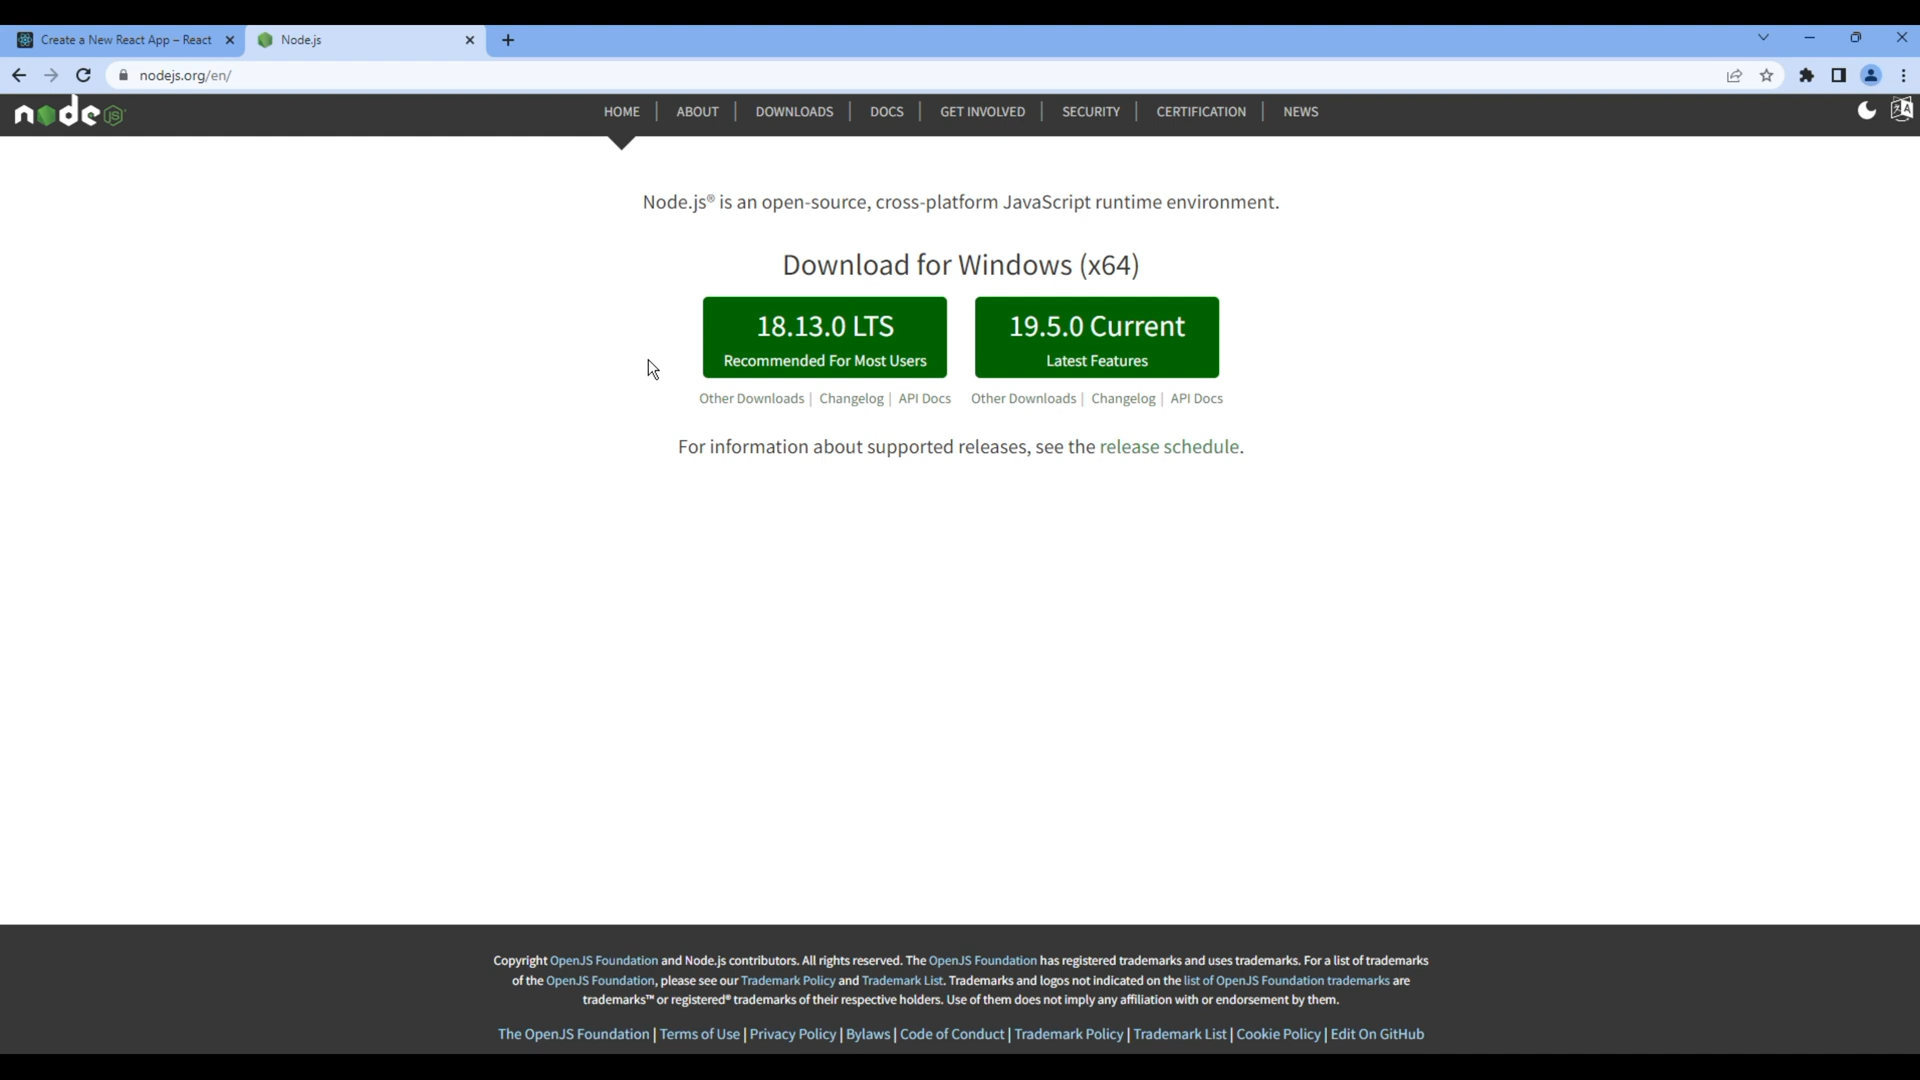 Create a New React App – React
Node.js
nodejs.org/en/
node JS
HOME | ABOUT | DOWNLOADS | DOCS | GET INVOLVED | SECURITY | CERTIFICATION | NEWS
Node.js® is an open-source, cross-platform JavaScript runtime environment.
Download for Windows (x64)
18.13.0 LTS
Recommended For Most Users
19.5.0 Current
Latest Features
Other Downloads | Changelog | API Docs
Other Downloads | Changelog | API Docs
For information about supported releases, see the release schedule.
Copyright OpenJS Foundation and Node.js contributors. All rights reserved. The OpenJS Foundation has registered trademarks and uses trademarks. For a list of trademarks
of the OpenJS Foundation, please see our Trademark Policy and Trademark List. Trademarks and logos not indicated on the list of OpenJS Foundation trademarks are
trademarks™ or registered® trademarks of their respective holders. Use of them does not imply any affiliation with or endorsement by them.
The OpenJS Foundation | Terms of Use | Privacy Policy | Bylaws | Code of Conduct | Trademark Policy | Trademark List | Cookie Policy | Edit On GitHub